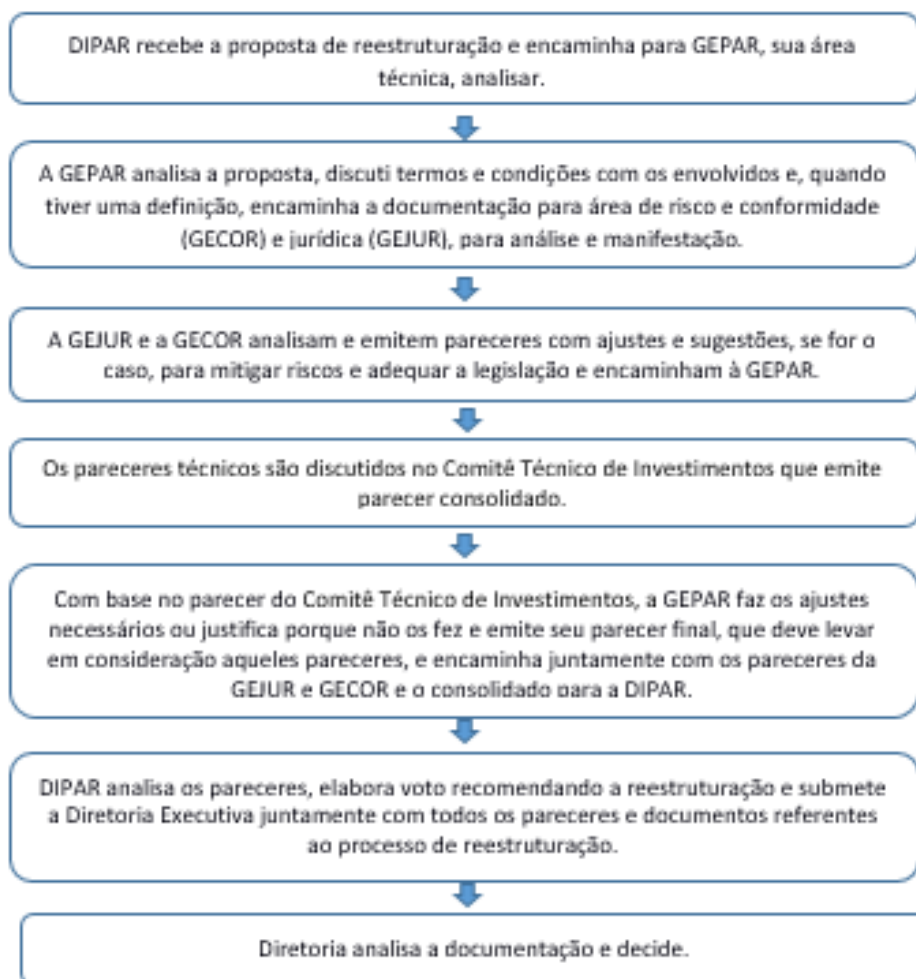 DIPAR recebe a proposta de reestruturação e encaminha para GEPAR, sua área
técnica, analisar.
A GEPAR analisa a proposta, discuti termos e condições com os envolvidos e, quando
tiver uma definição, encaminha a documentação para área de risco e conformidade
(GECOR) e jurídica (GEJUR), para análise e manifestação.
A GEJUR e a GECOR analisam e emitem pareceres com ajustes e sugestões, se for o
caso, para mitigar riscos e adequar a legislação e encaminham à GEPAR.
Os pareceres técnicos são discutidos no Comitê Técnico de Investimentos que emite
parecer consolidado.
Com base no parecer do Comitê Técnico de Investimentos, a GEPAR faz os ajustes
necessários ou justifica porque não os fez e emite seu parecer final, que deve levar
em consideração aqueles pareceres, e encaminha juntamente com os pareceres da
GEJUR e GECOR e o consolidado para a DIPAR.
DIPAR analisa os pareceres, elabora voto recomendando a reestruturação e submete
a Diretoria Executiva juntamente com todos os pareceres e documentos referentes
ao processo de reestruturação.
Diretoria analisa a documentação e decide.